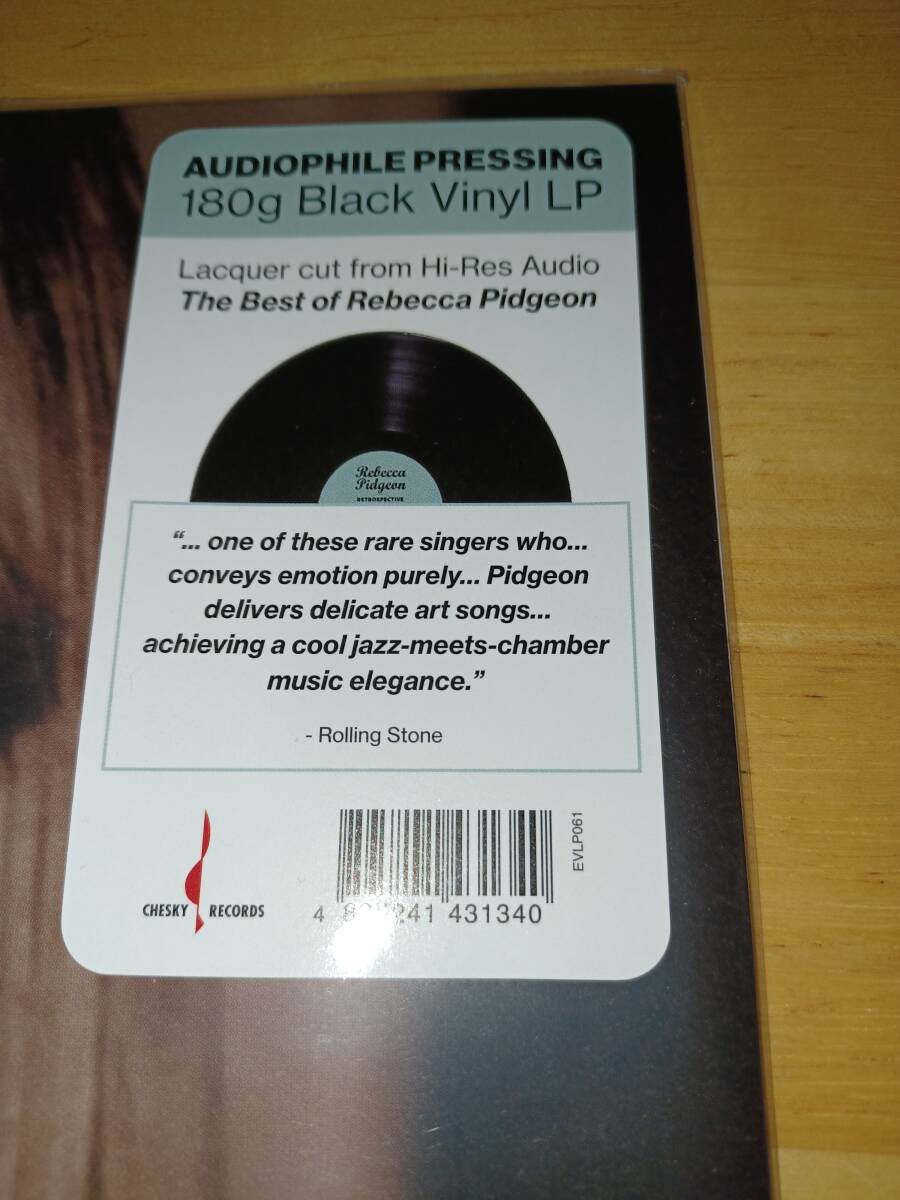 AUDIOPHILE PRESSING
180g Black Vinyl LP
Lacquer cut from Hi-Res Audio
The Best of Rebecca Pidgeon
Rebecca
Pidgeon
RETROSPECTIVE
“... one of these rare singers who...
conveys emotion purely... Pidgeon
delivers delicate art songs...
achieving a cool jazz-meets-chamber
music elegance.”
- Rolling Stone
CHESKY RECORDS
EVLP061
4 431340